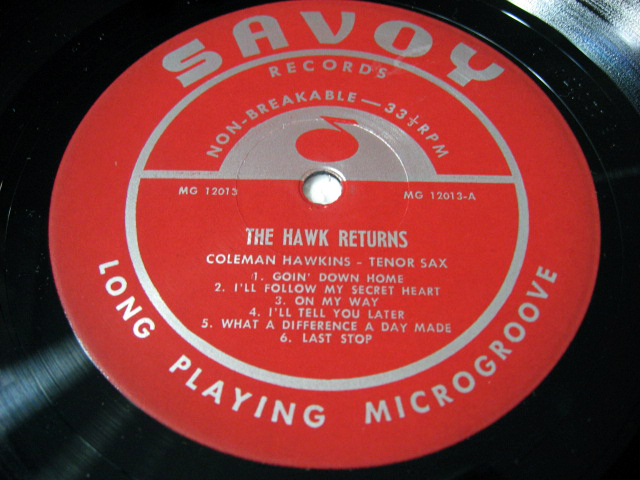 SAVOY
RECORDS
NON-BREAKABLE — 33⅓ RPM
MG 12013 MG 12013-A
THE HAWK RETURNS
COLEMAN HAWKINS - TENOR SAX
1. GOIN' DOWN HOME
2. I'LL FOLLOW MY SECRET HEART
3. ON MY WAY
4. I'LL TELL YOU LATER
5. WHAT A DIFFERENCE A DAY MADE
6. LAST STOP
LONG PLAYING MICROGROOVE